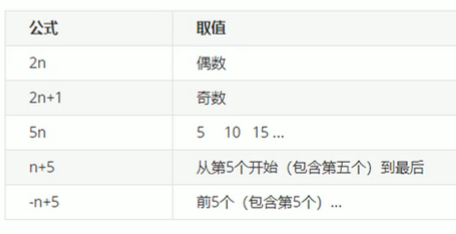 公式 取值
2n 偶数
2n+1 奇数
5n 5 10 15 ...
n+5 从第5个开始（包含第五个）到最后
-n+5 前5个（包含第5个）...